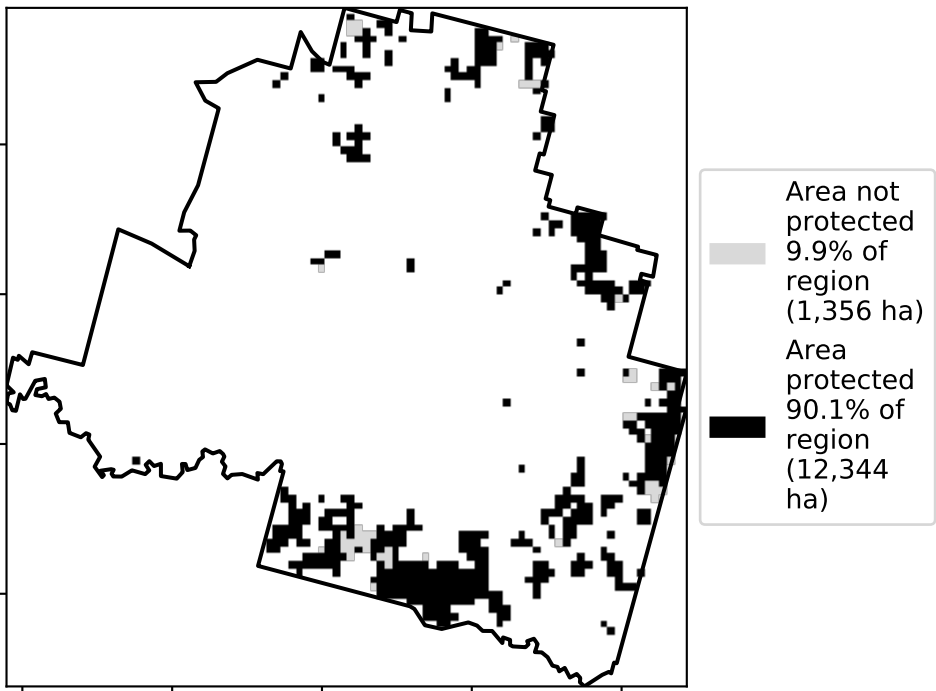 Area not
protected
9.9% of
region
(1,356 ha)
Area
protected
90.1% of
region
(12,344
ha)